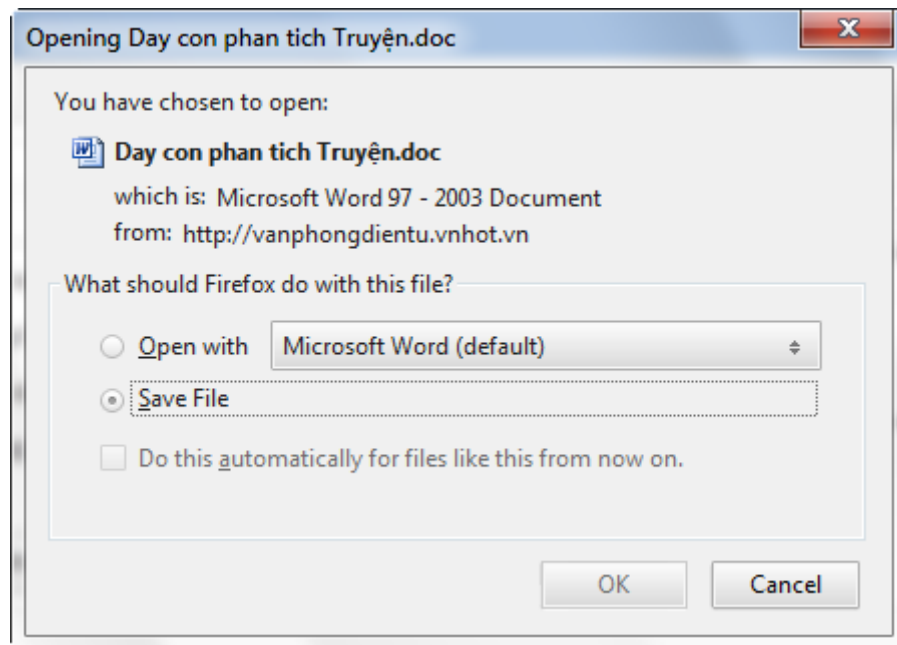 Opening Day con phan tich Truyện.doc
You have chosen to open:
Day con phan tich Truyện.doc
which is: Microsoft Word 97 - 2003 Document
from: http://vanphongdientu.vnhot.vn
What should Firefox do with this file?
Open with Microsoft Word (default)
Save File
Do this automatically for files like this from now on.
OK Cancel